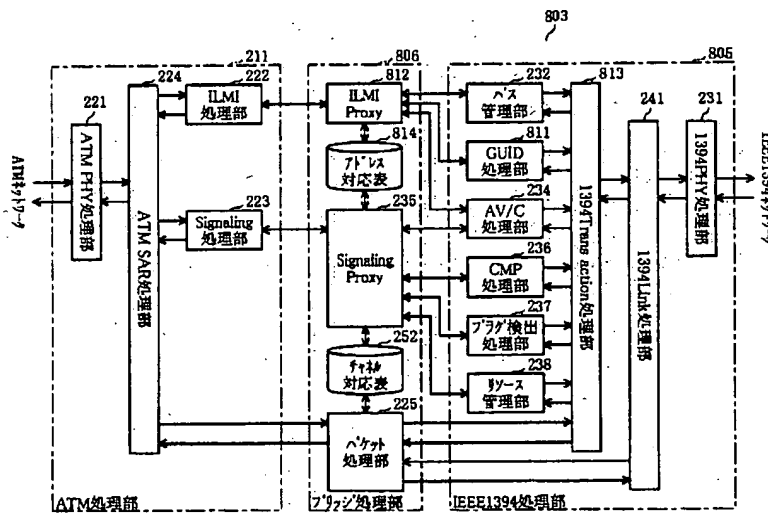 803
211
806
805
224
222
812
232
813
241
221
231
ILMI
処理部
ILMI
Proxy
バス
管理部
814
811
アドレス
対応表
GUID
処理部
ATMネットワーク
ATM PHY処理部
ATM SAR処理部
223
Signaling
処理部
235
Signaling
Proxy
234
AV/C
処理部
236
CMP
処理部
237
プラグ検出
処理部
252
チャネル
対応表
238
リソース
管理部
225
パケット
処理部
1394Transaction処理部
1394Link処理部
1394PHY処理部
IEEE1394ネットワーク
ATM処理部
ブリッジ処理部
IEEE1394処理部